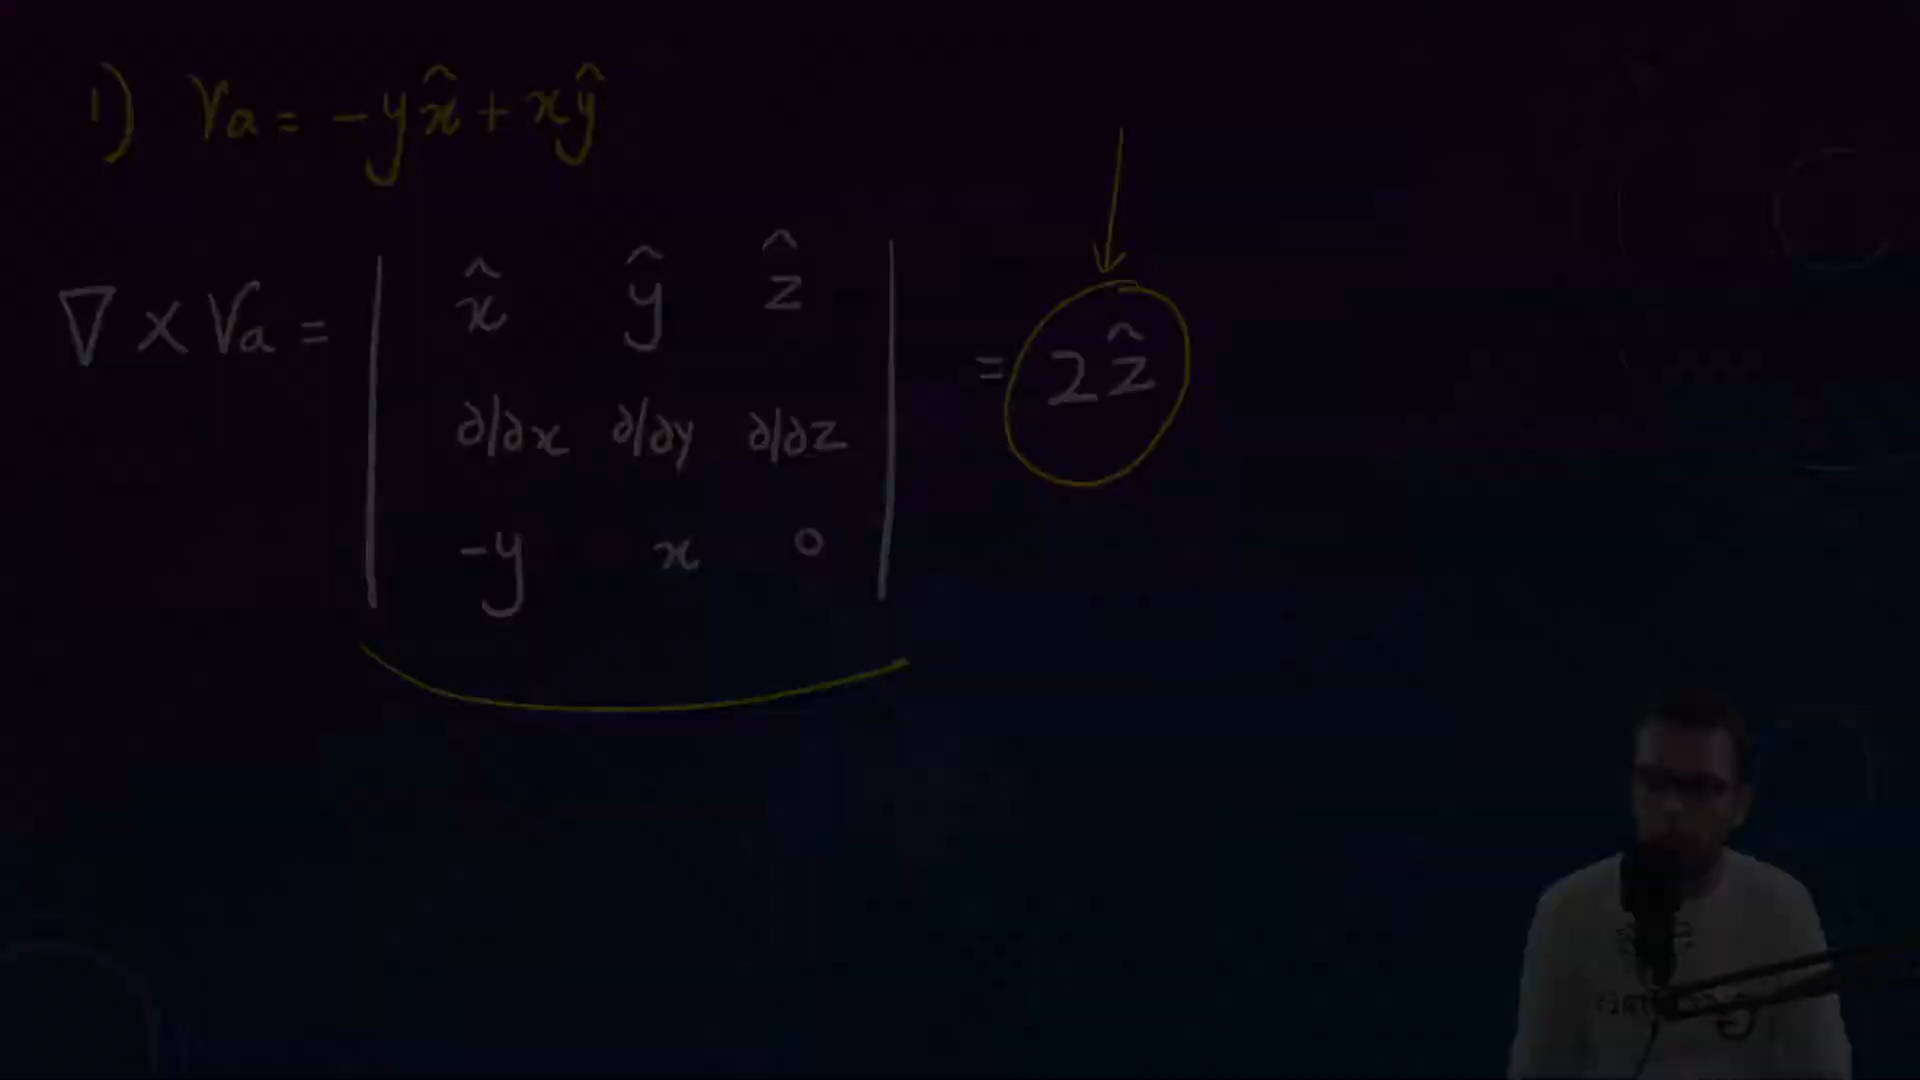 1) Va = -yx̂ + xŷ
∇ × Va = | x̂ ŷ ẑ |
∂/∂x ∂/∂y ∂/∂z
-y x 0
= 2ẑ